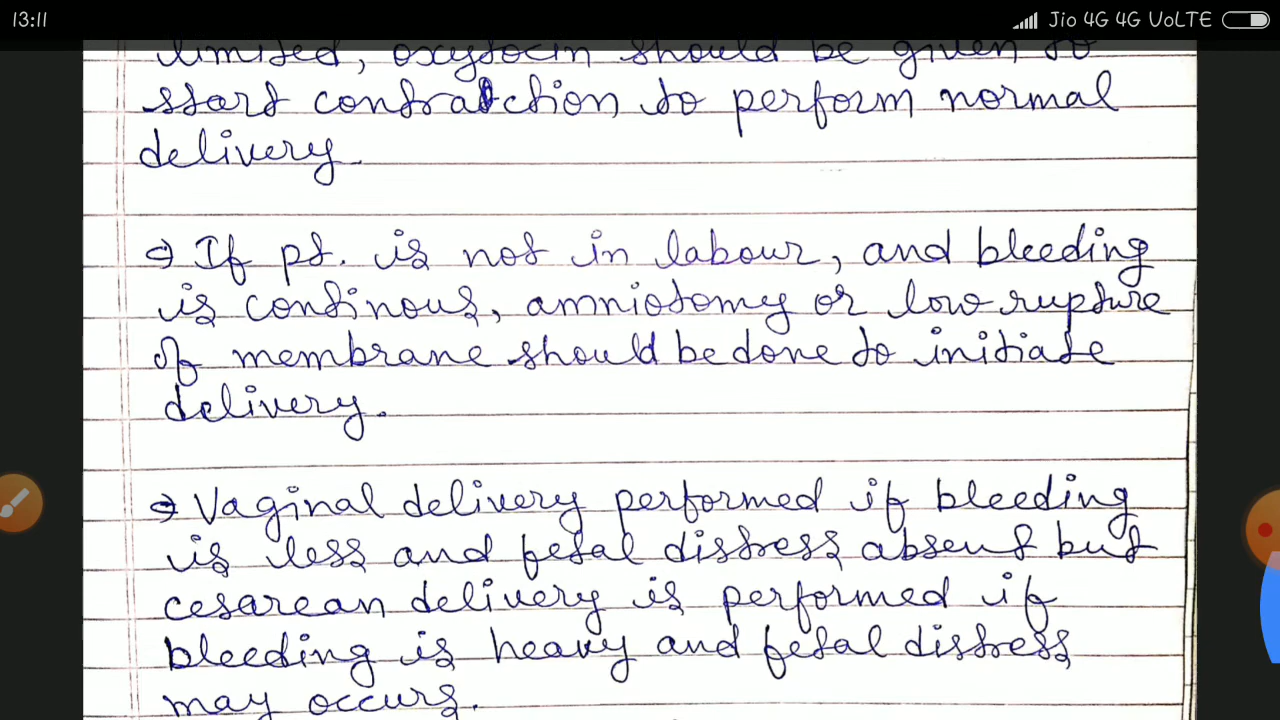 13:11 Jio 4G 4G VoLTE
limited, oxytocin should be given to
start contraction to perform normal
delivery.
⇒ If pt. is not in labour, and bleeding
is continous, amniotomy or low rupture
of membrane should be done to initiate
delivery.
⇒ Vaginal delivery performed if bleeding
is less and fetal distress absent but
cesarean delivery is performed if
bleeding is heavy and fetal distress
may occurs.